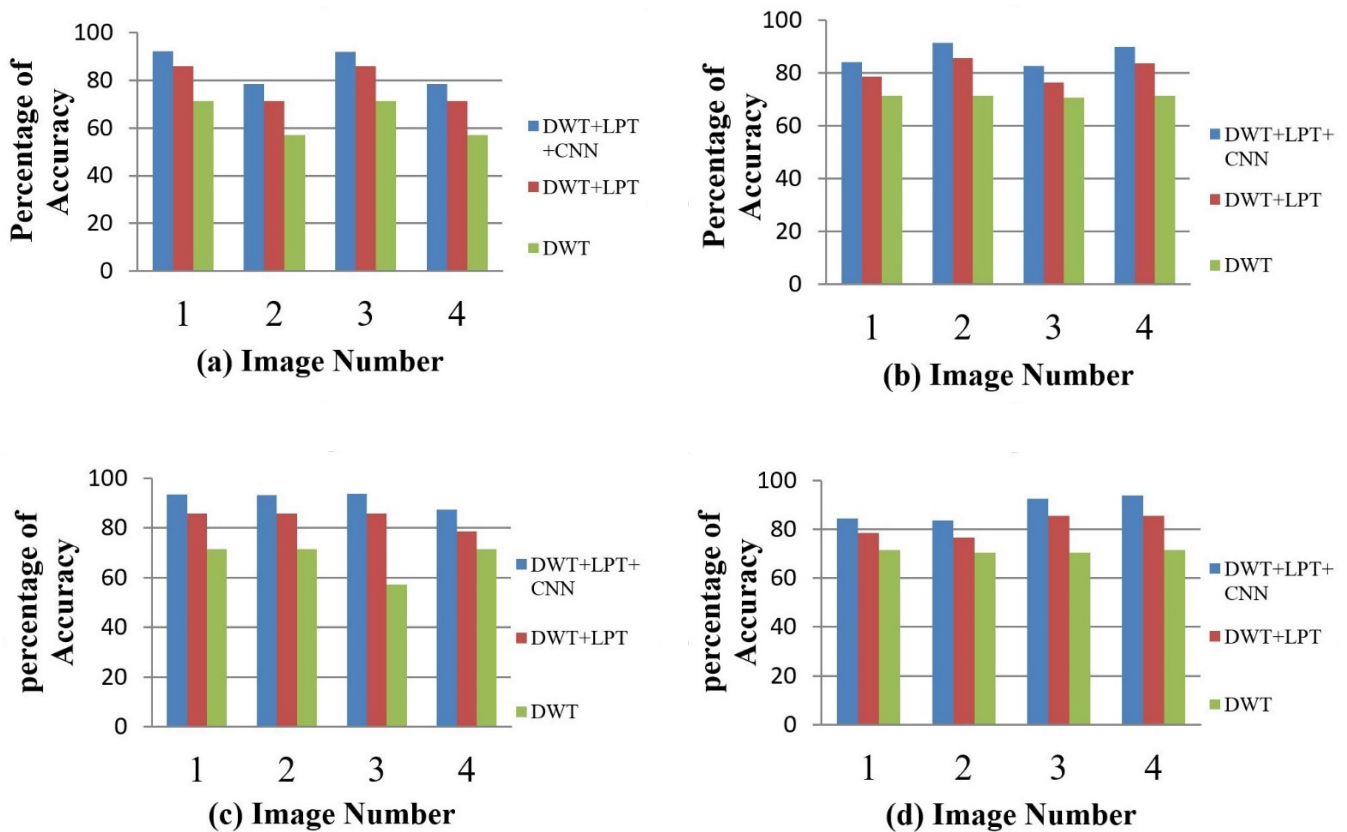 Percentage of
Accuracy
100
80
60
40
20
0
1 2 3 4
(a) Image Number
DWT+LPT
+CNN
DWT+LPT
DWT
Percentage of
Accuracy
100
80
60
40
20
0
1 2 3 4
(b) Image Number
DWT+LPT+
CNN
DWT+LPT
DWT
percentage of
Accuracy
100
80
60
40
20
0
1 2 3 4
(c) Image Number
DWT+LPT+
CNN
DWT+LPT
DWT
percentage of
Accuracy
100
80
60
40
20
0
1 2 3 4
(d) Image Number
DWT+LPT+
CNN
DWT+LPT
DWT